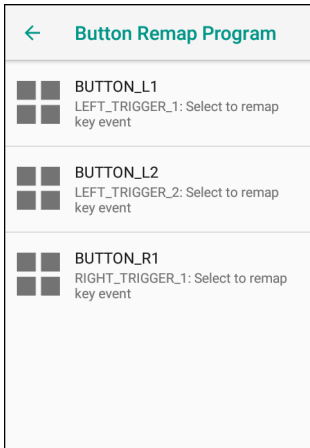 Button Remap Program
BUTTON_L1
LEFT_TRIGGER_1: Select to remap
key event
BUTTON_L2
LEFT_TRIGGER_2: Select to remap
key event
BUTTON_R1
RIGHT_TRIGGER_1: Select to remap
key event